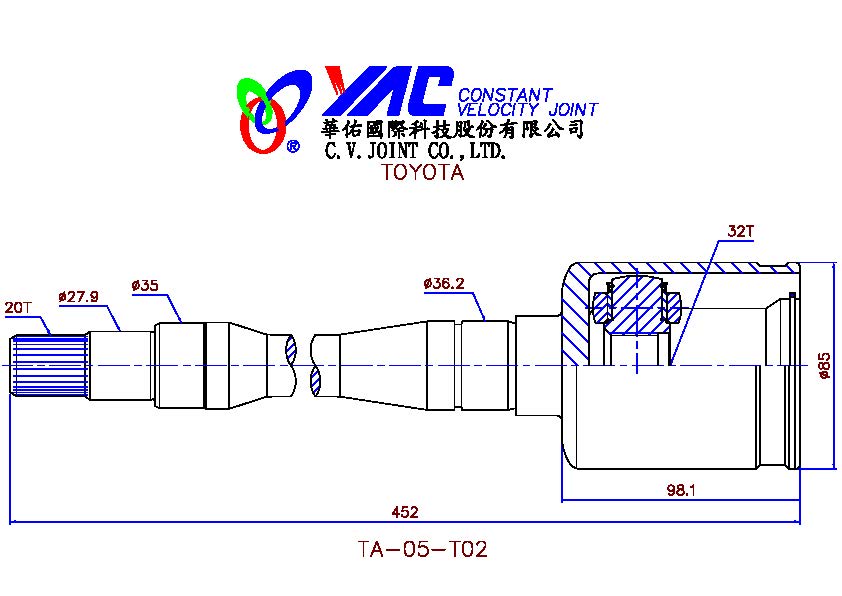 YAC CONSTANT
VELOCITY JOINT
華佑國際科技股份有限公司
®
C.V.JOINT CO.,LTD.
TOYOTA
32T
20T
ø27.9
ø35
ø36.2
ø85
98.1
452
TA-05-T02